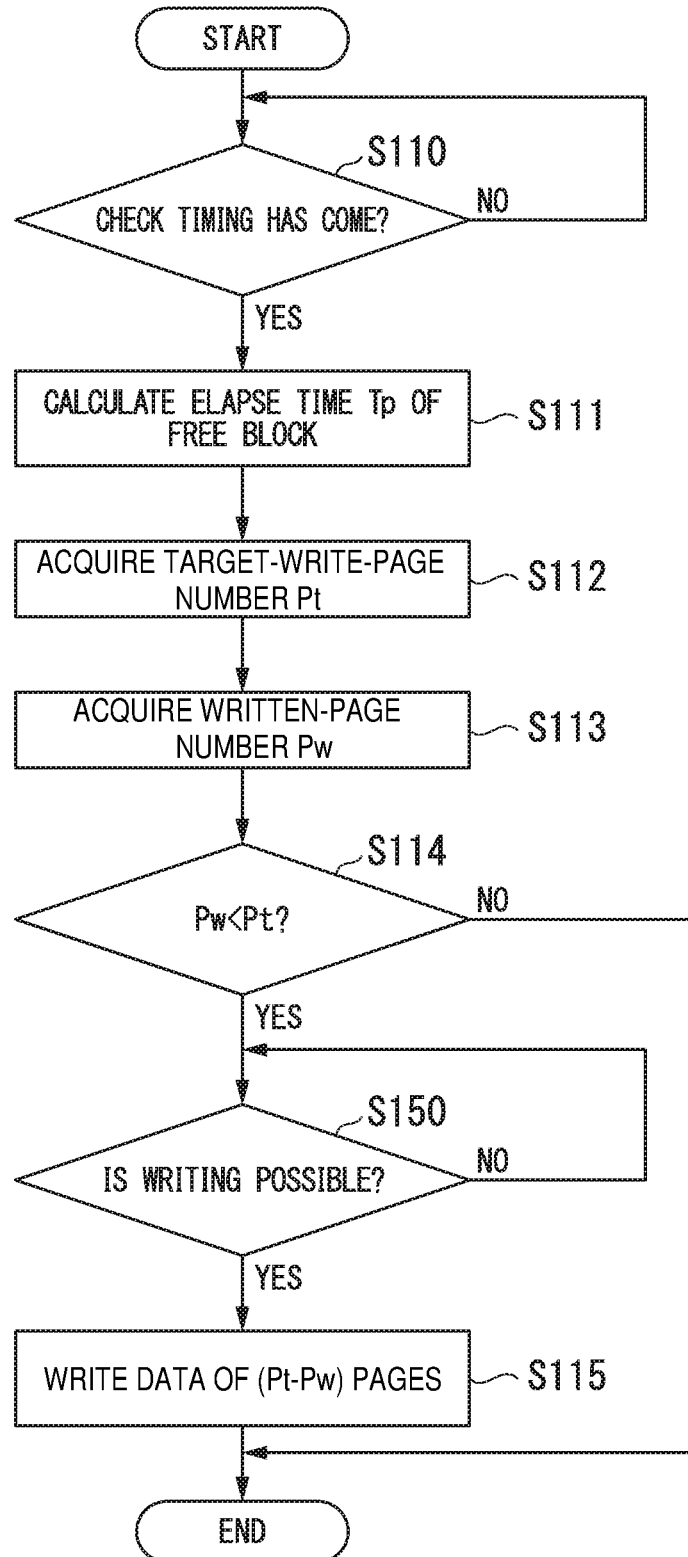 START
S110
CHECK TIMING HAS COME?
NO
YES
CALCULATE ELAPSE TIME Tp OF
FREE BLOCK
S111
ACQUIRE TARGET-WRITE-PAGE
NUMBER Pt
S112
ACQUIRE WRITTEN-PAGE
NUMBER Pw
S113
S114
Pw<Pt?
NO
YES
S150
IS WRITING POSSIBLE?
NO
YES
WRITE DATA OF (Pt-Pw) PAGES
S115
END